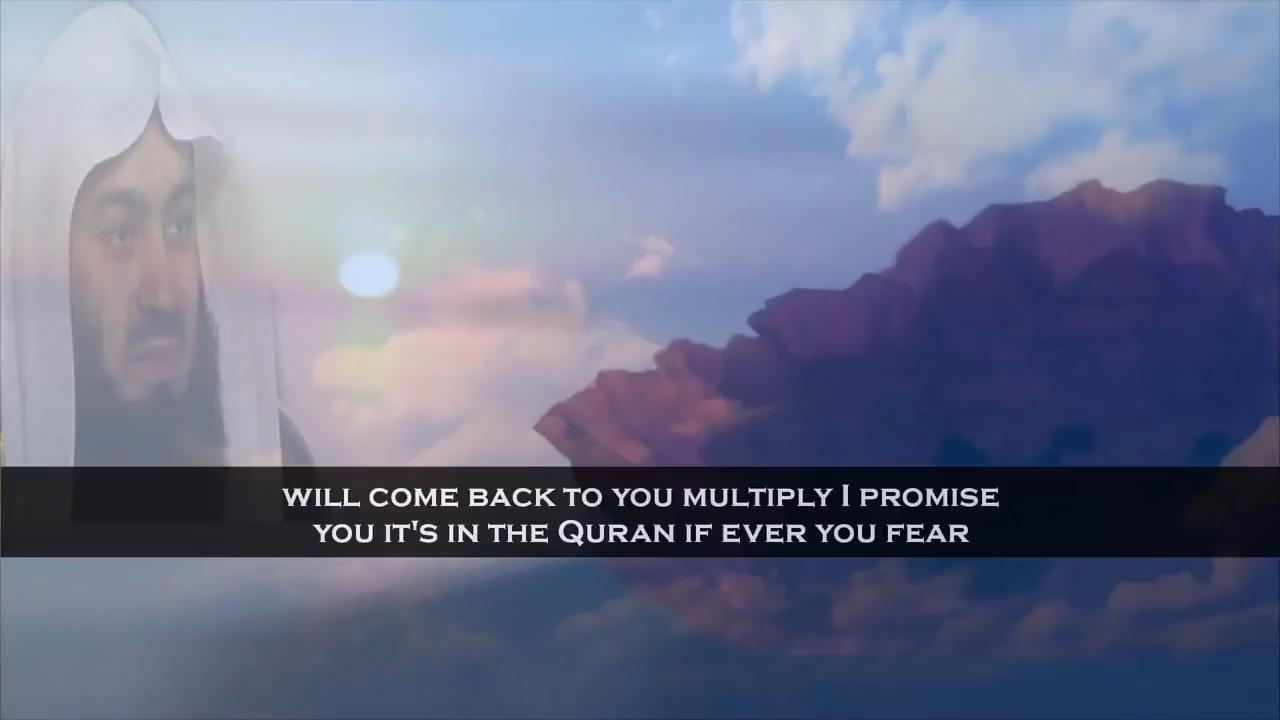 WILL COME BACK TO YOU MULTIPLY I PROMISE
YOU IT'S IN THE QURAN IF EVER YOU FEAR